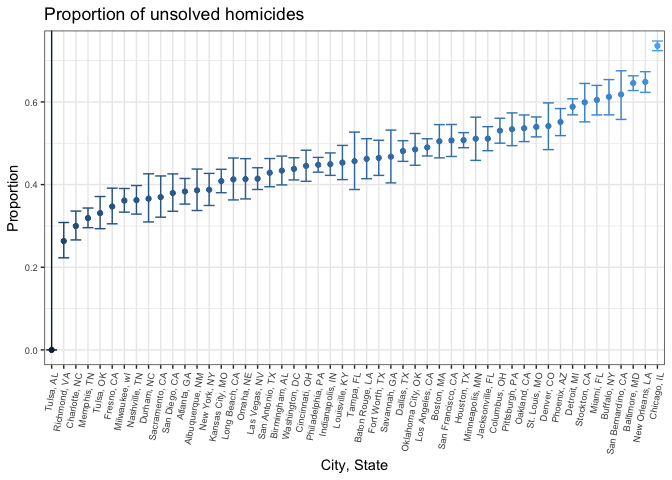 Proportion of unsolved homicides
Proportion
0.6
0.4
0.2
0.0
Tulsa, AL
Richmond, VA
Charlotte, NC
Memphis, TN
Tulsa, OK
Fresno, CA
Milwaukee, wI
Nashville, TN
Durham, NC
Sacramento, CA
San Diego, CA
Atlanta, GA
Albuquerque, NM
New York, NY
Kansas City, MO
Long Beach, CA
Omaha, NE
Las Vegas, NV
San Antonio, TX
Birmingham, AL
Washington, DC
Cincinnati, OH
Philadelphia, PA
Indianapolis, IN
Louisville, KY
Tampa, FL
Baton Rouge, LA
Fort Worth, TX
Savannah, GA
Dallas, TX
Oklahoma City, OK
Los Angeles, CA
Boston, MA
San Francisco, CA
Houston, TX
Minneapolis, MN
Jacksonville, FL
Columbus, OH
Pittsburgh, PA
Oakland, CA
St. Louis, MO
Denver, CO
Phoenix, AZ
Detroit, MI
Stockton, CA
Miami, FL
Buffalo, NY
San Bernardino, CA
Baltimore, MD
New Orleans, LA
Chicago, IL
City, State